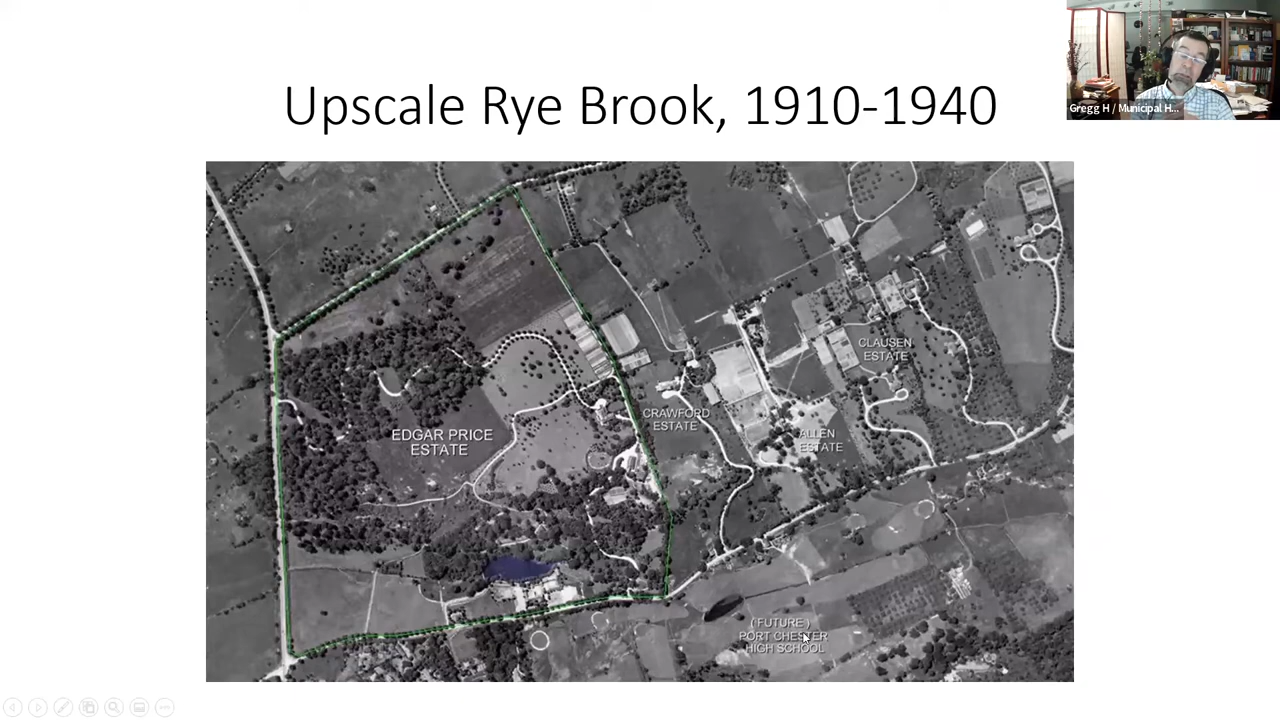 Upscale Rye Brook, 1910-1940
Gregg H / Municipal H...
CLAUSEN
ESTATE
CRAWFORD
ESTATE
EDGAR PRICE
ESTATE
ALLEN
ESTATE
( FUTURE )
PORT CHESTER
HIGH SCHOOL